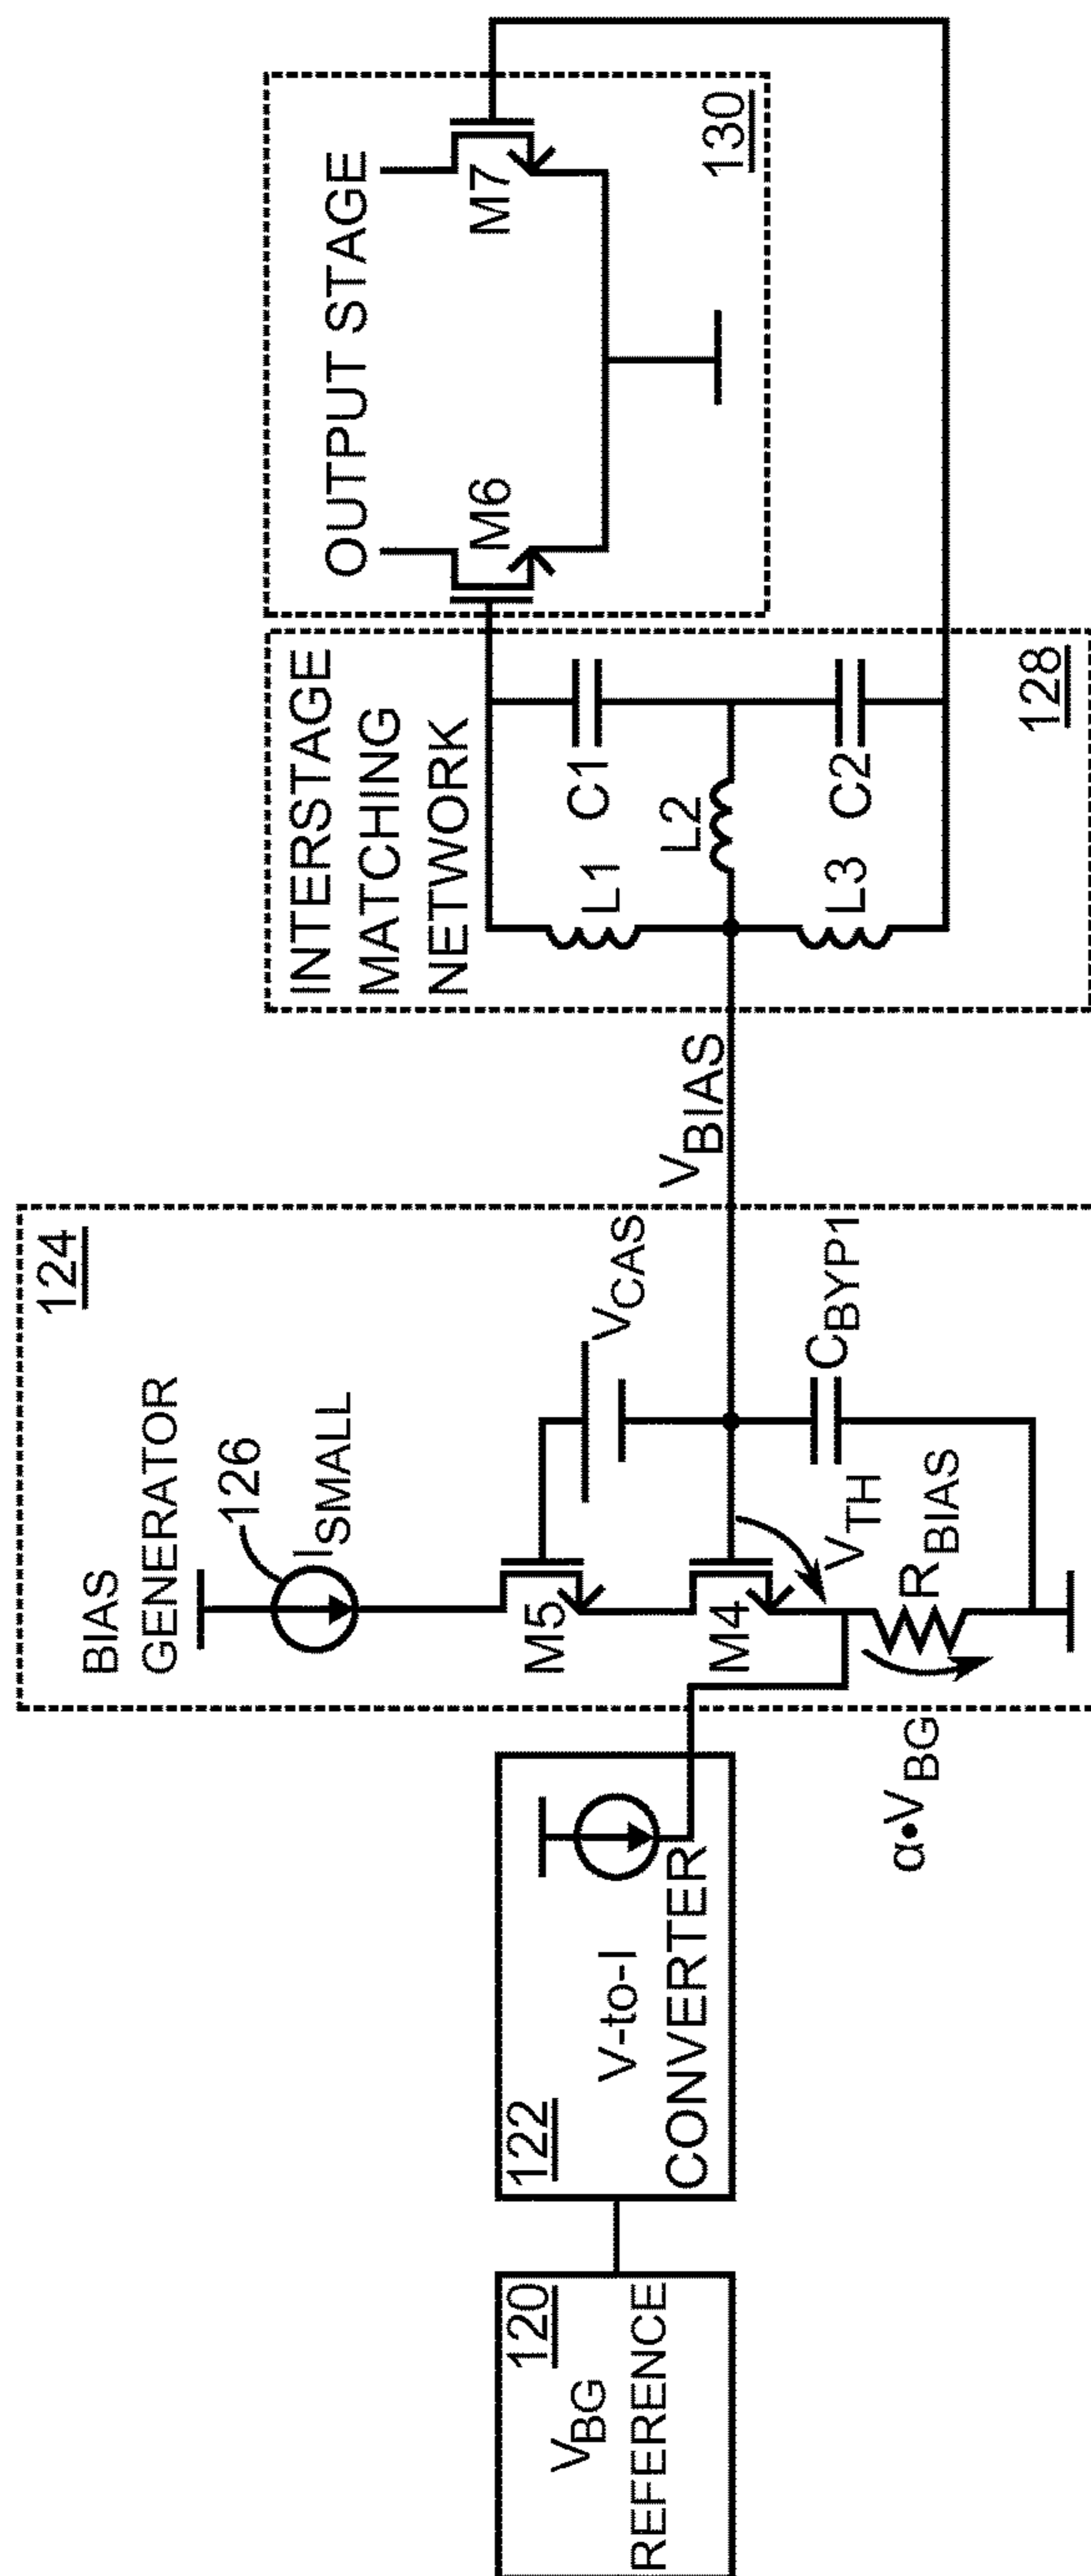 120
V_BG
REFERENCE
122
V-to-I
CONVERTER
α•V_BG
BIAS
GENERATOR
124
126
I_SMALL
M5
V_CAS
M4
V_TH
R_BIAS
C_BYP1
V_BIAS
INTERSTAGE
MATCHING
NETWORK
L1
C1
L2
L3
C2
128
OUTPUT STAGE
M6
M7
130